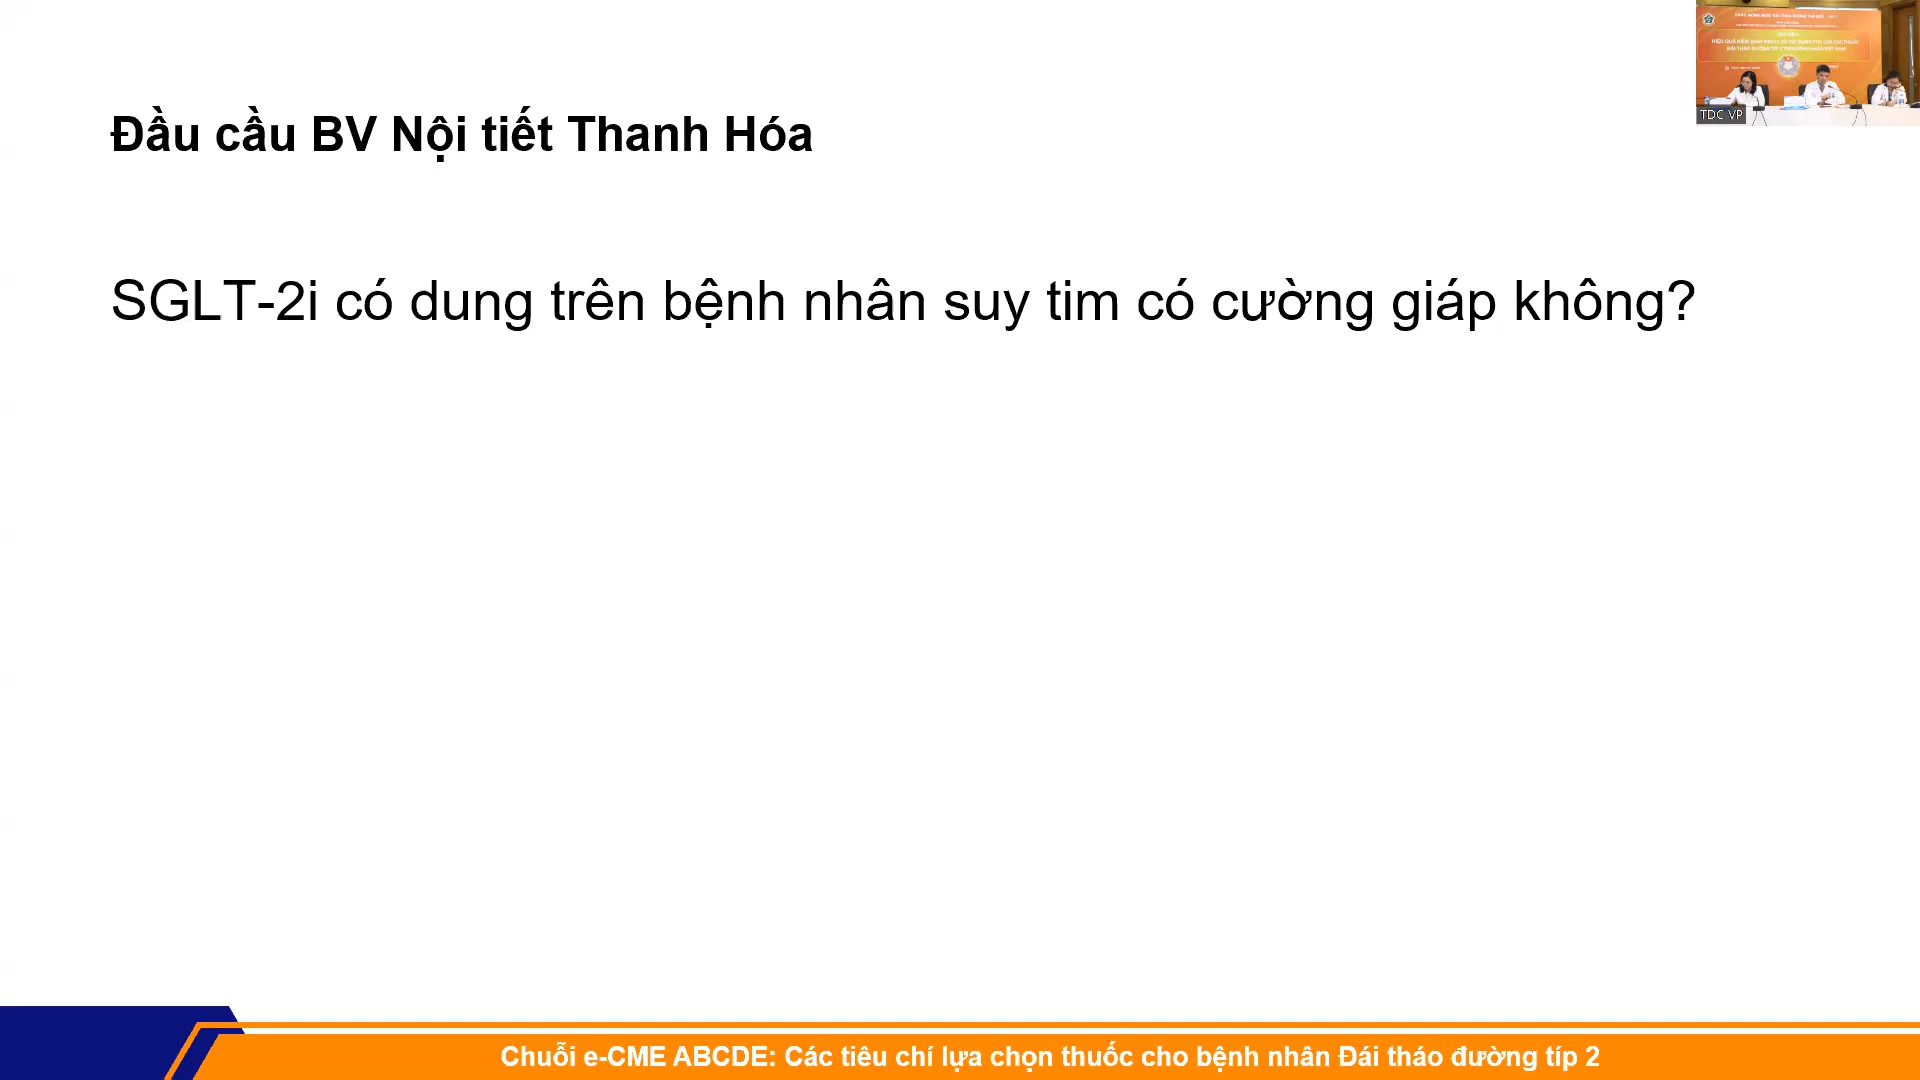 Đầu cầu BV Nội tiết Thanh Hóa
SGLT-2i có dung trên bệnh nhân suy tim có cường giáp không?
TDC VP
Chuỗi e-CME ABCDE: Các tiêu chí lựa chọn thuốc cho bệnh nhân Đái tháo đường típ 2